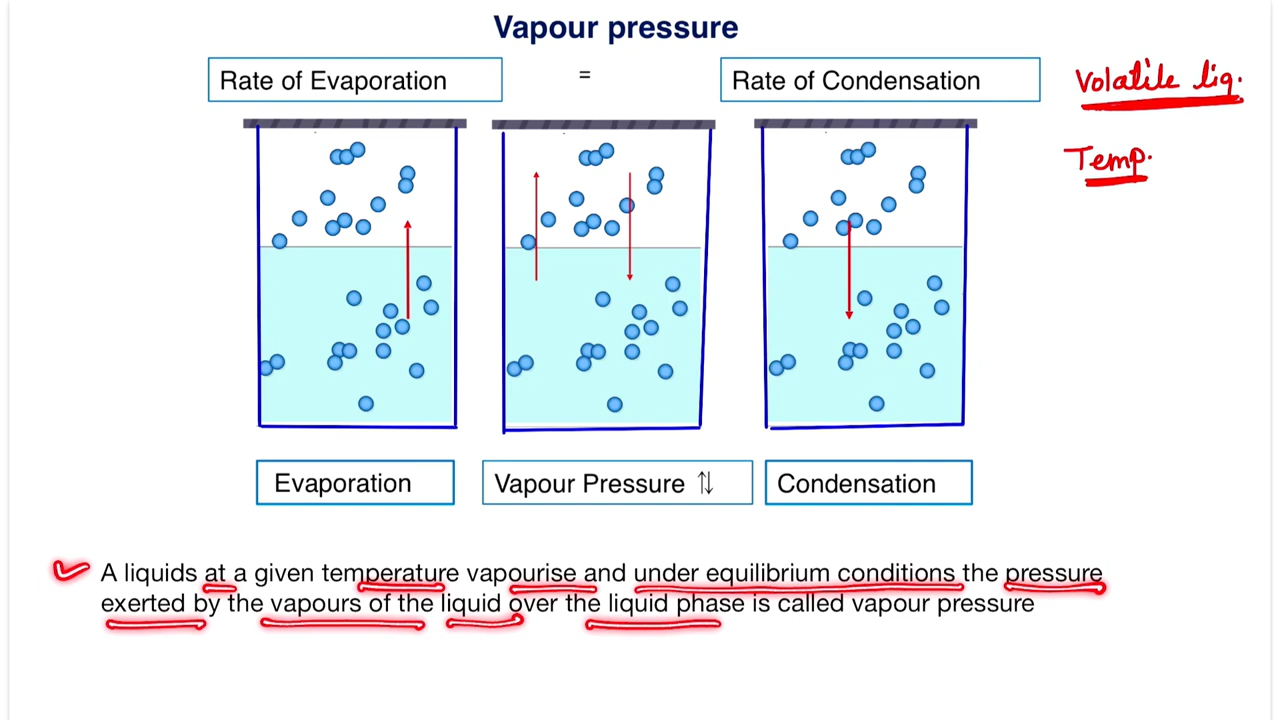 Vapour pressure
Rate of Evaporation
=
Rate of Condensation
Volatile liq.
Temp.
Evaporation
Vapour Pressure ⇅
Condensation
A liquids at a given temperature vapourise and under equilibrium conditions the pressure
exerted by the vapours of the liquid over the liquid phase is called vapour pressure